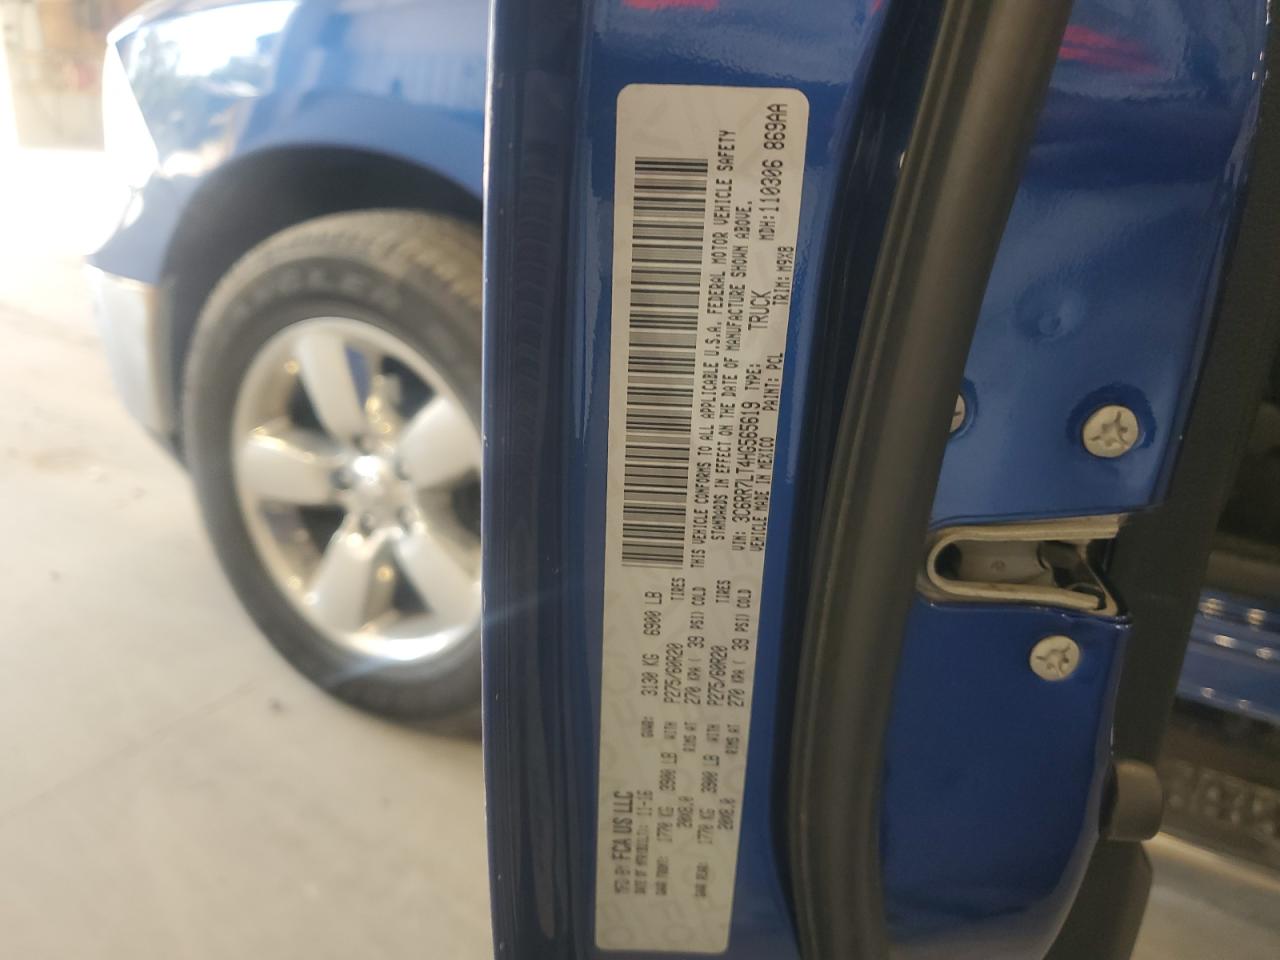 MFD BY FCA US LLC
DATE OF MFR(BUILT): 11-16 GVWR: 3130 KG 6900 LB
GAWR FRONT: 1770 KG 3900 LB WITH P275/60R20 TIRES
20X8.0 RIMS AT 270 KPA( 39 PSI) COLD
GAWR REAR: 1770 KG 3900 LB WITH P275/60R20 TIRES
20X8.0 RIMS AT 270 KPA( 39 PSI) COLD
THIS VEHICLE CONFORMS TO ALL APPLICABLE U.S.A. FEDERAL MOTOR VEHICLE SAFETY
STANDARDS IN EFFECT ON THE DATE OF MANUFACTURE SHOWN ABOVE.
VIN: 3C6RR7LT4HG565619 TYPE: TRUCK MDH: 110306 869AA
VEHICLE MADE IN MEXICO PAINT: PCL TRIM: M9X8